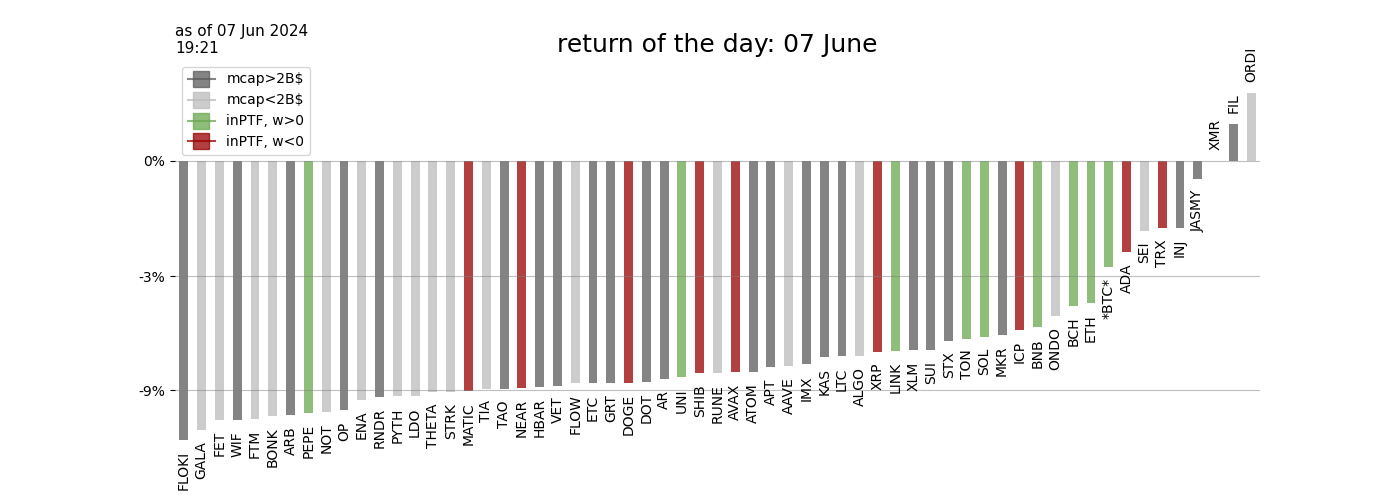 as of 07 Jun 2024
19:21
return of the day: 07 June
mcap>2B$
mcap<2B$
inPTF, w>0
inPTF, w<0
0%
-3%
-9%
FLOKI
GALA
FET
WIF
FTM
BONK
ARB
PEPE
NOT
OP
ENA
RNDR
PYTH
LDO
THETA
STRK
MATIC
TIA
TAO
NEAR
HBAR
VET
FLOW
ETC
GRT
DOGE
DOT
AR
UNI
SHIB
RUNE
AVAX
ATOM
APT
AAVE
IMX
KAS
LTC
ALGO
XRP
LINK
XLM
SUI
STX
TON
SOL
MKR
ICP
BNB
ONDO
BCH
ETH
*BTC*
ADA
SEI
TRX
INJ
JASMY
XMR
FIL
ORDI